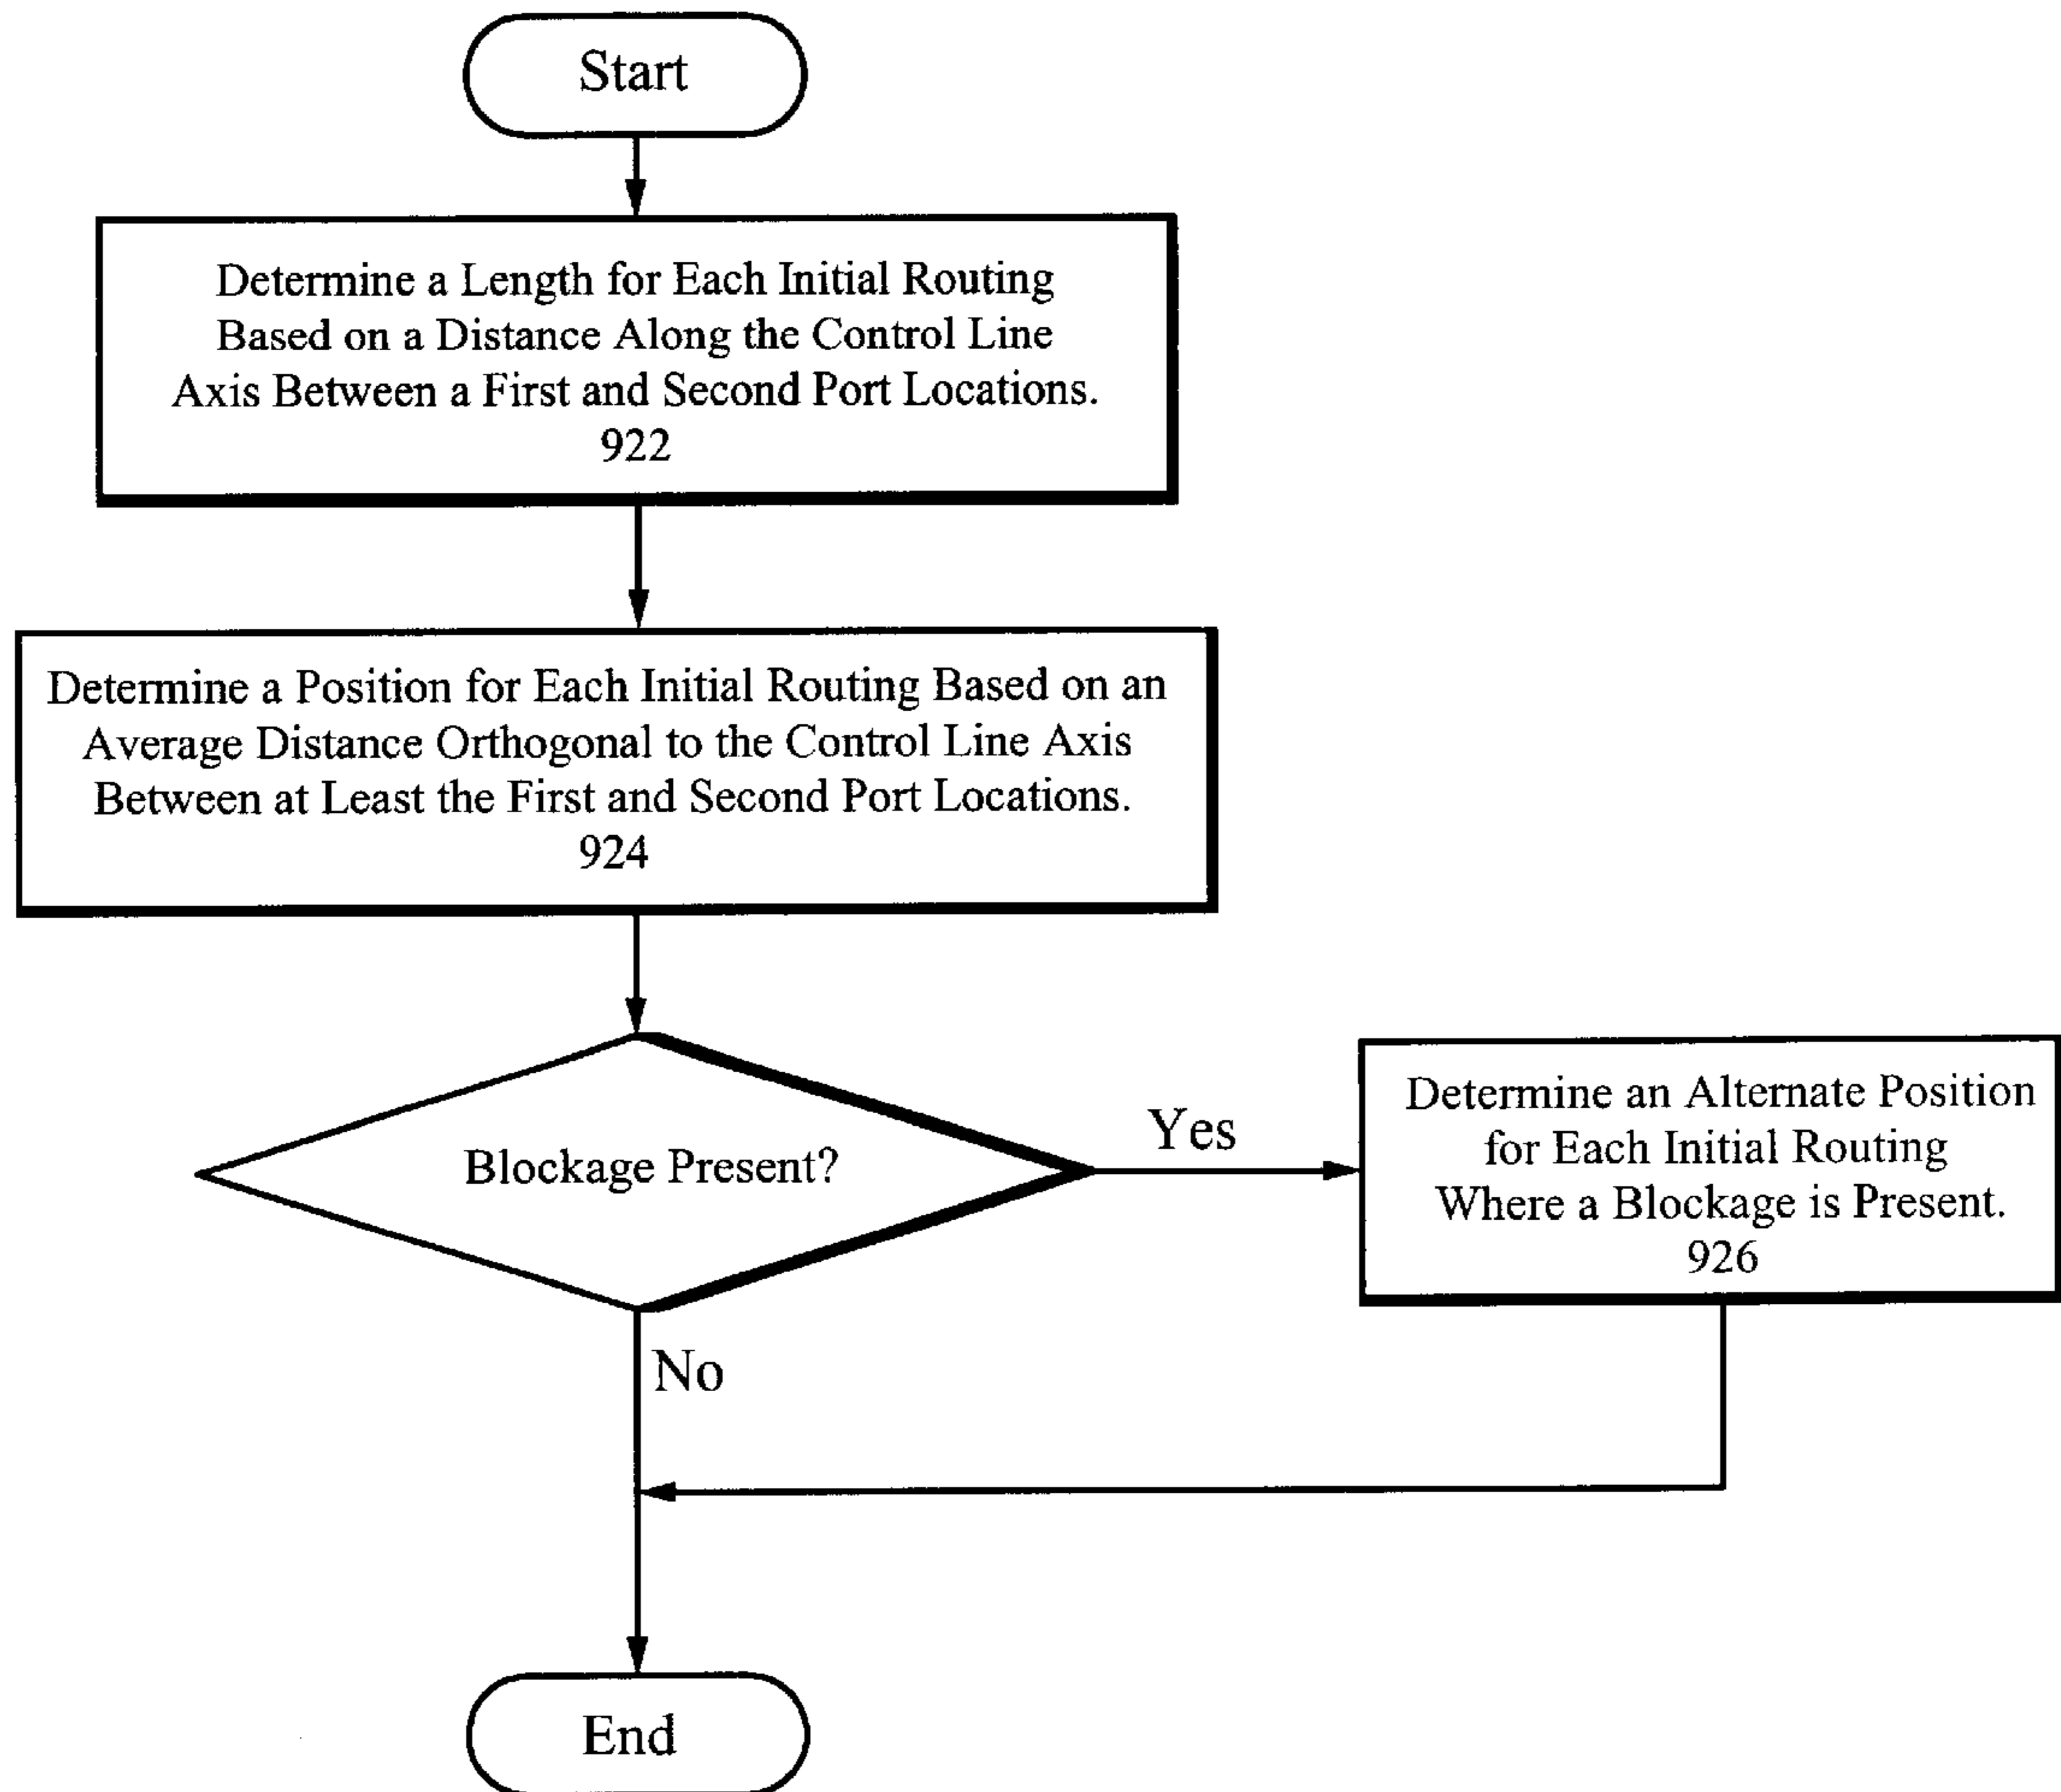 Start
Determine a Length for Each Initial Routing
Based on a Distance Along the Control Line
Axis Between a First and Second Port Locations.
922
Determine a Position for Each Initial Routing Based on an
Average Distance Orthogonal to the Control Line Axis
Between at Least the First and Second Port Locations.
924
Blockage Present?
Yes
Determine an Alternate Position
for Each Initial Routing
Where a Blockage is Present.
926
No
End